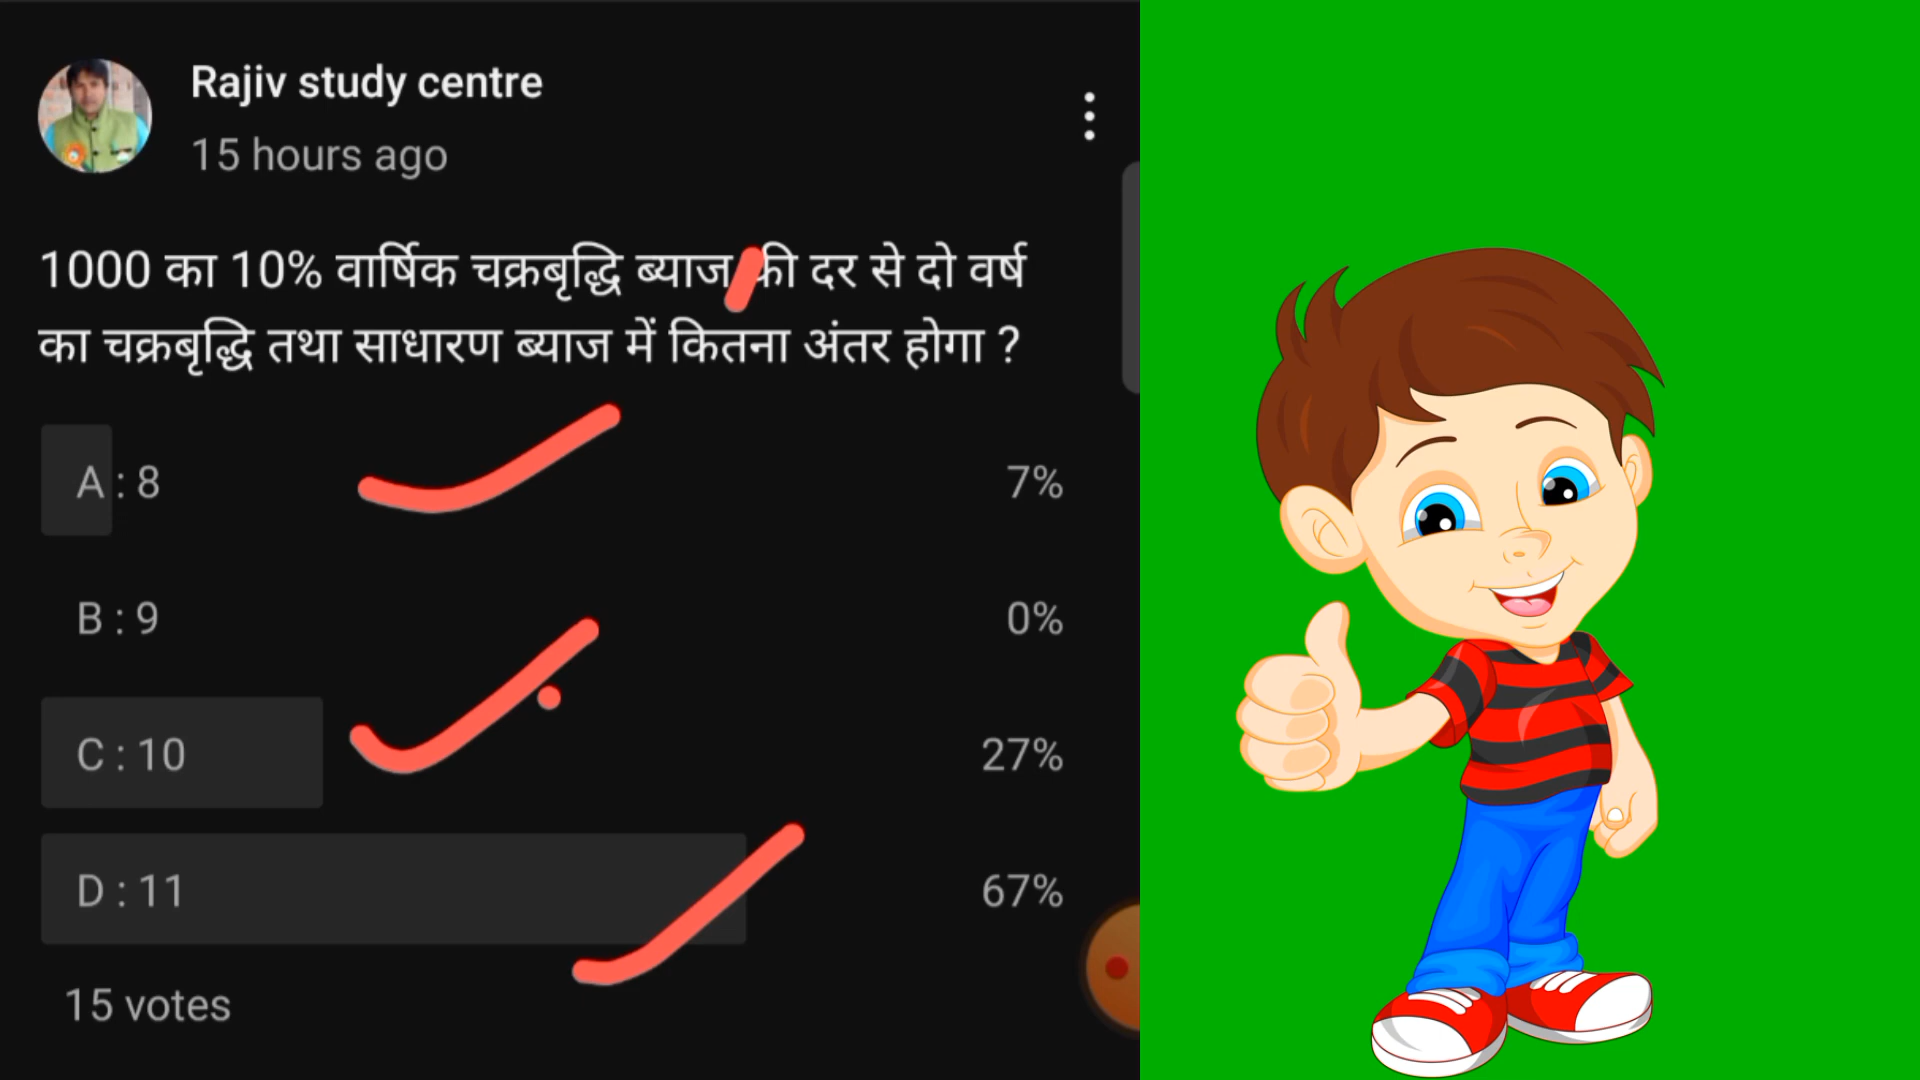 Rajiv study centre
15 hours ago
1000 का 10% वार्षिक चक्रबृद्धि ब्याज की दर से दो वर्ष
का चक्रबृद्धि तथा साधारण ब्याज में कितना अंतर होगा ?
A : 8 7%
B : 9 0%
C : 10 27%
D : 11 67%
15 votes